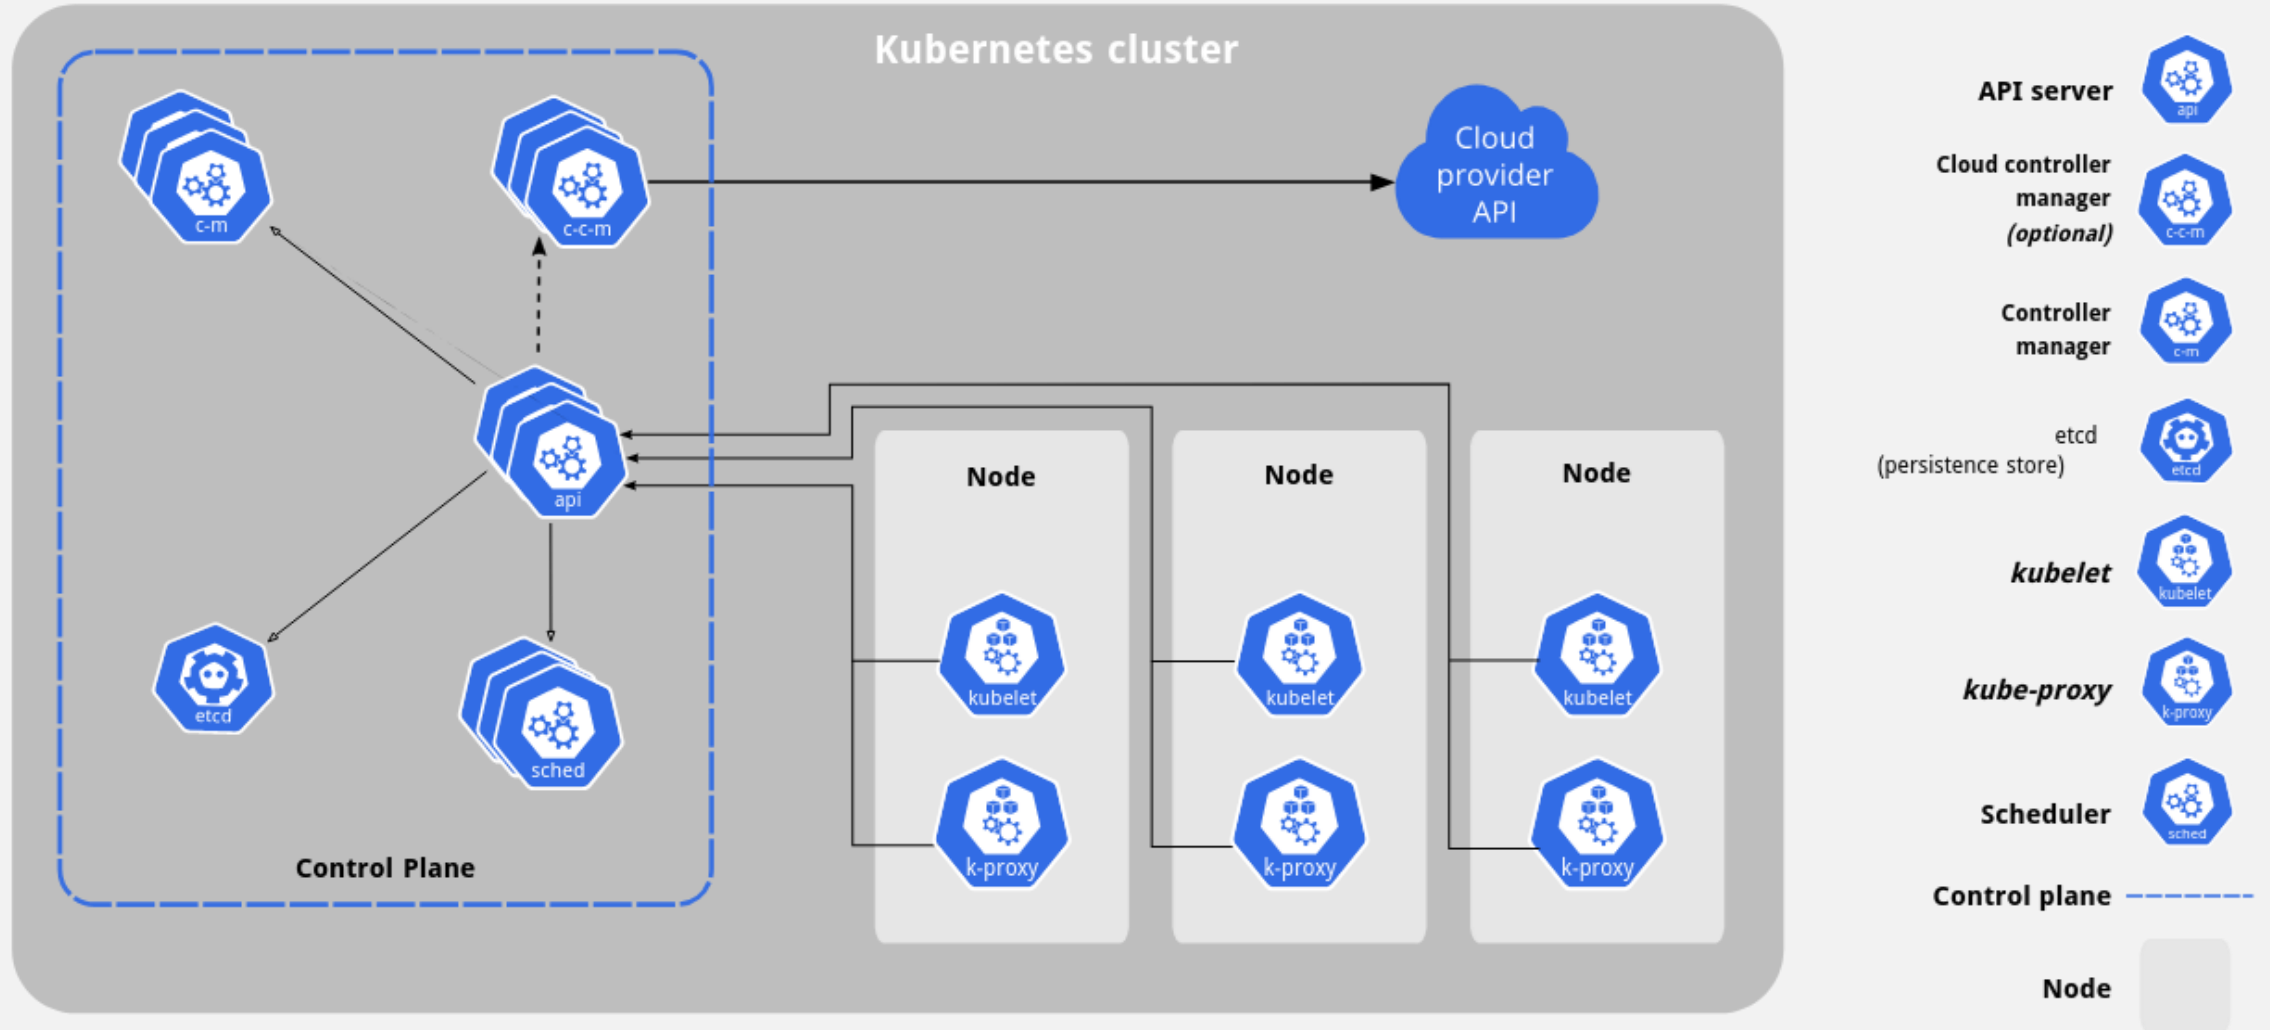 Kubernetes cluster
c-m
c-c-m
Cloud
provider
API
api
etcd
sched
Control Plane
Node
kubelet
k-proxy
Node
kubelet
k-proxy
Node
kubelet
k-proxy
API server
api
Cloud controller
manager
(optional)
c-c-m
Controller
manager
c-m
etcd
(persistence store)
etcd
kubelet
kubelet
kube-proxy
k-proxy
Scheduler
sched
Control plane
Node